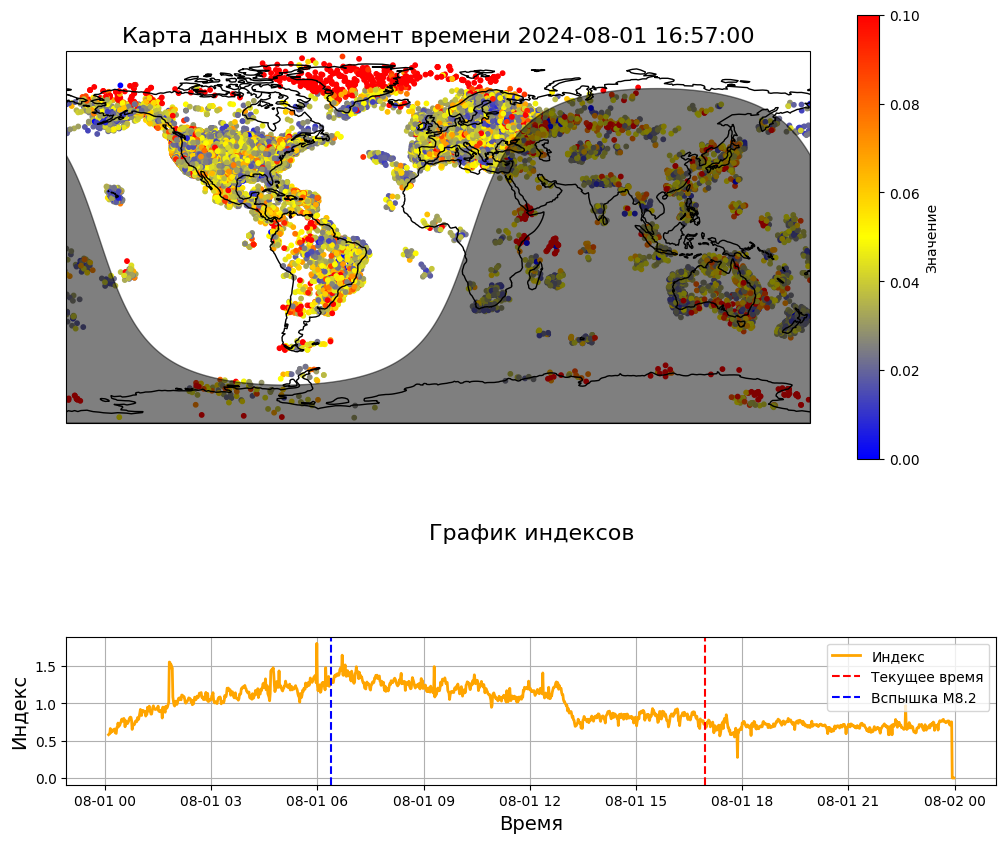 Карта данных в момент времени 2024-08-01 16:57:00
0.10
0.08
0.06
0.04
0.02
0.00
Значение
График индексов
Индекс
1.5
1.0
0.5
0.0
Индекс
Текущее время
Вспышка M8.2
08-01 00
08-01 03
08-01 06
08-01 09
08-01 12
08-01 15
08-01 18
08-01 21
08-02 00
Время